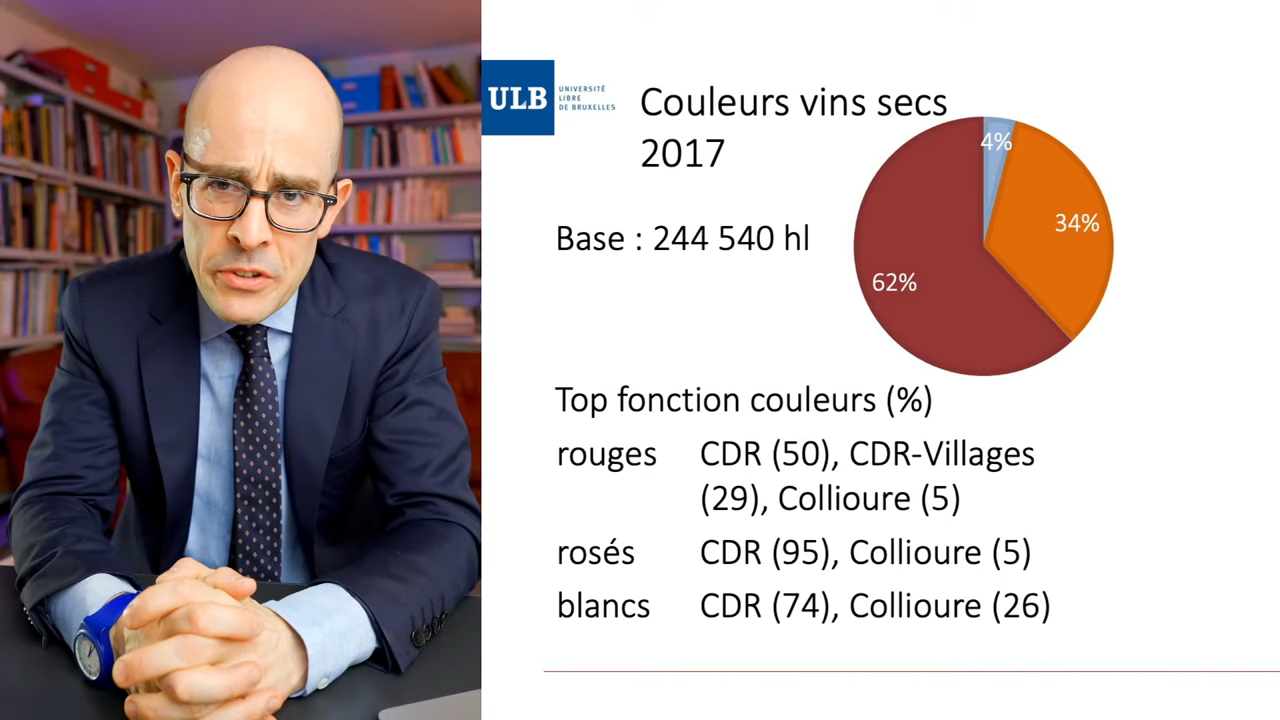 ULB
UNIVERSITÉ
LIBRE
DE BRUXELLES
Couleurs vins secs
2017
4%
34%
62%
Base : 244 540 hl
Top fonction couleurs (%)
rouges CDR (50), CDR-Villages
(29), Collioure (5)
rosés CDR (95), Collioure (5)
blancs CDR (74), Collioure (26)